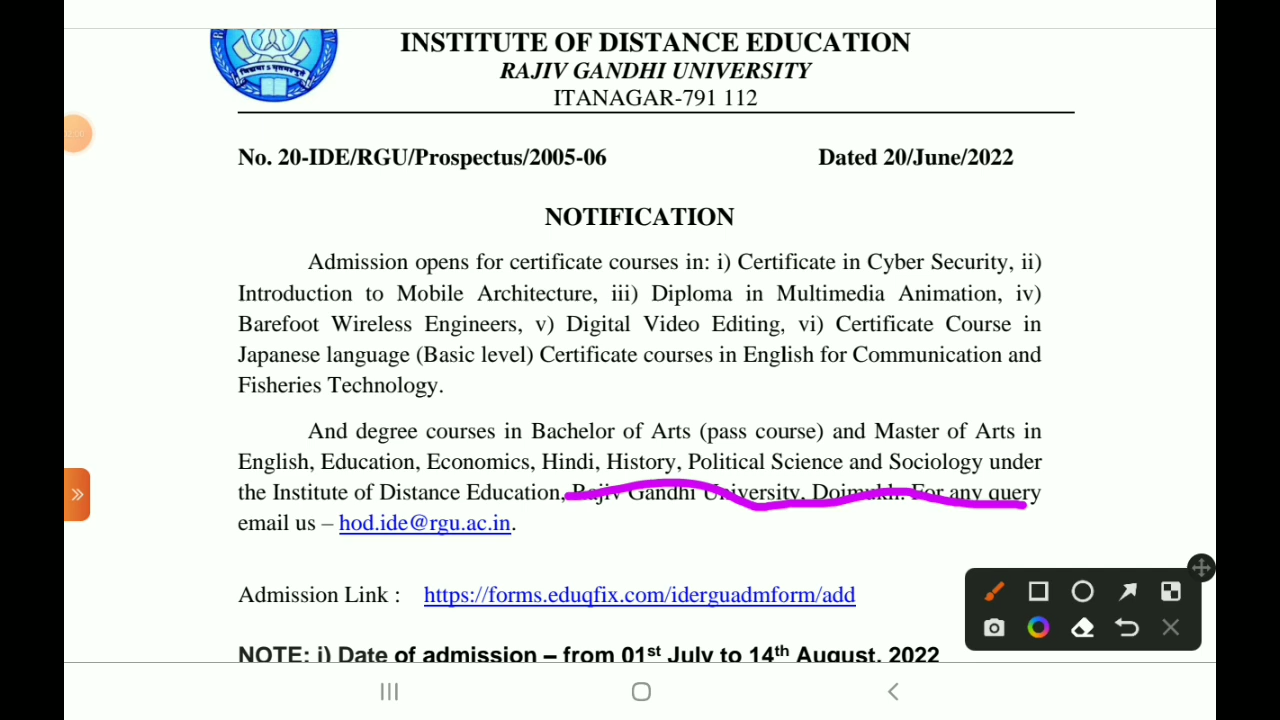 INSTITUTE OF DISTANCE EDUCATION
RAJIV GANDHI UNIVERSITY
ITANAGAR-791 112
No. 20-IDE/RGU/Prospectus/2005-06 Dated 20/June/2022
NOTIFICATION
Admission opens for certificate courses in: i) Certificate in Cyber Security, ii)
Introduction to Mobile Architecture, iii) Diploma in Multimedia Animation, iv)
Barefoot Wireless Engineers, v) Digital Video Editing, vi) Certificate Course in
Japanese language (Basic level) Certificate courses in English for Communication and
Fisheries Technology.
And degree courses in Bachelor of Arts (pass course) and Master of Arts in
English, Education, Economics, Hindi, History, Political Science and Sociology under
the Institute of Distance Education, Rajiv Gandhi University, Doimukh. For any query
email us – hod.ide@rgu.ac.in.
Admission Link : https://forms.eduqfix.com/iderguadmform/add
NOTE: i) Date of admission – from 01st July to 14th August, 2022